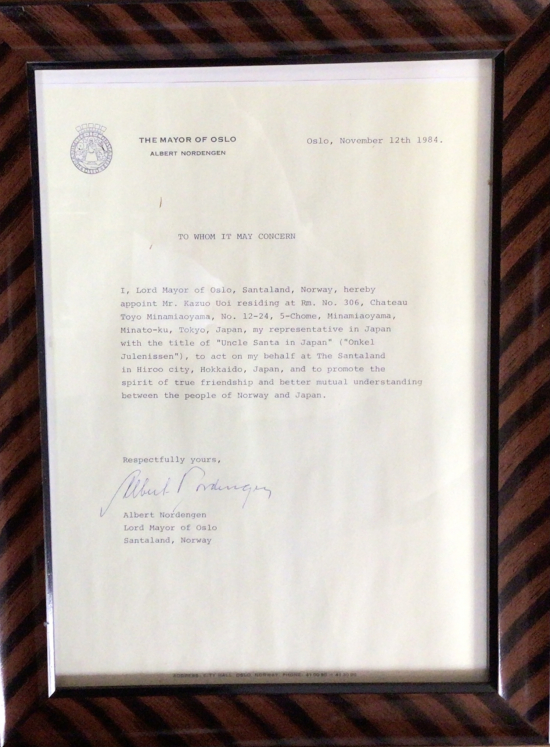 THE MAYOR OF OSLO
ALBERT NORDENGEN
Oslo, November 12th 1984.
TO WHOM IT MAY CONCERN
I, Lord Mayor of Oslo, Santaland, Norway, hereby
appoint Mr. Kazuo Uoi residing at Rm. No. 306, Chateau
Toyo Minamiaoyama, No. 12-24, 5-Chome, Minamiaoyama,
Minato-ku, Tokyo, Japan, my representative in Japan
with the title of "Uncle Santa in Japan" ("Onkel
Julenissen"), to act on my behalf at The Santaland
in Hiroo city, Hokkaido, Japan, and to promote the
spirit of true friendship and better mutual understanding
between the people of Norway and Japan.
Respectfully yours,
Albert Nordengen
Albert Nordengen
Lord Mayor of Oslo
Santaland, Norway
CITY HALL OSLO NORWAY PHONE